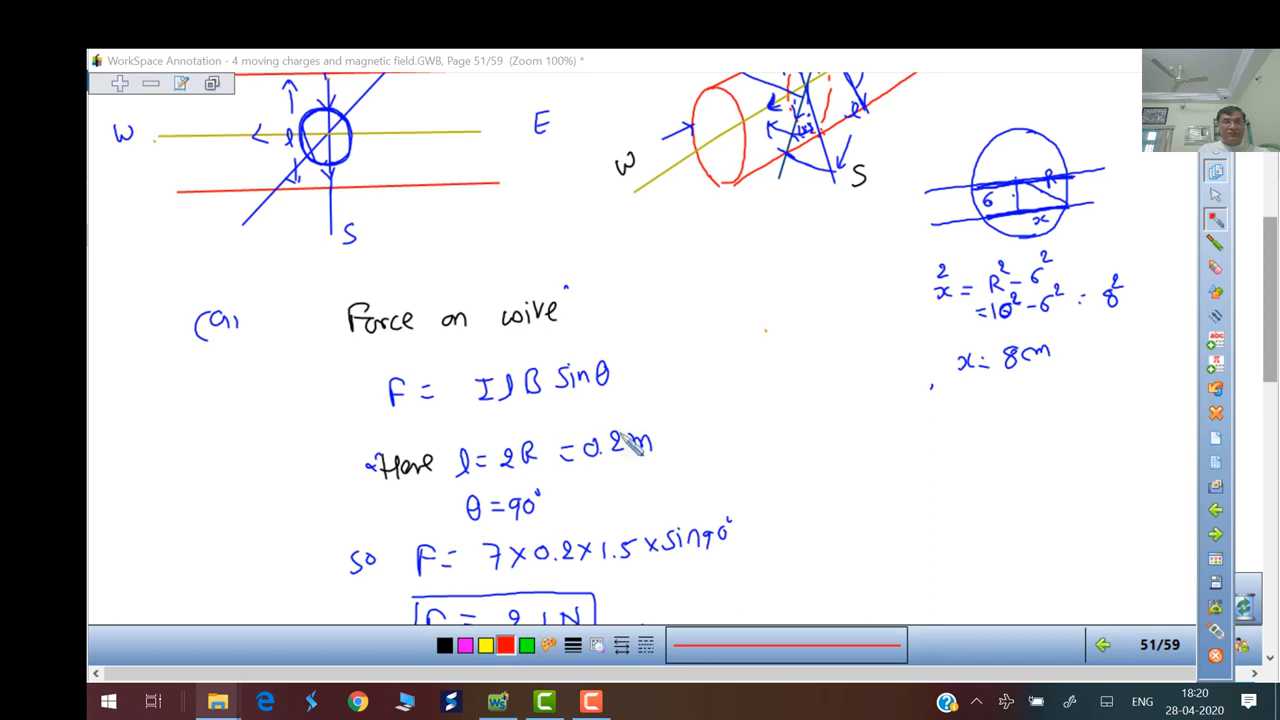 WorkSpace Annotation - 4 moving charges and magnetic field.GWB, Page 51/59 (Zoom 100%) *
W
E
l
S
W
l
S
R
6
x
x² = R² - 6²
= 10² - 6² = 8²
x = 8cm
(a)
Force on wire
F = IlB Sinθ
Here l = 2R = 0.2m
θ = 90°
So F = 7 × 0.2 × 1.5 × Sin90°
51/59
ENG
18:20
28-04-2020